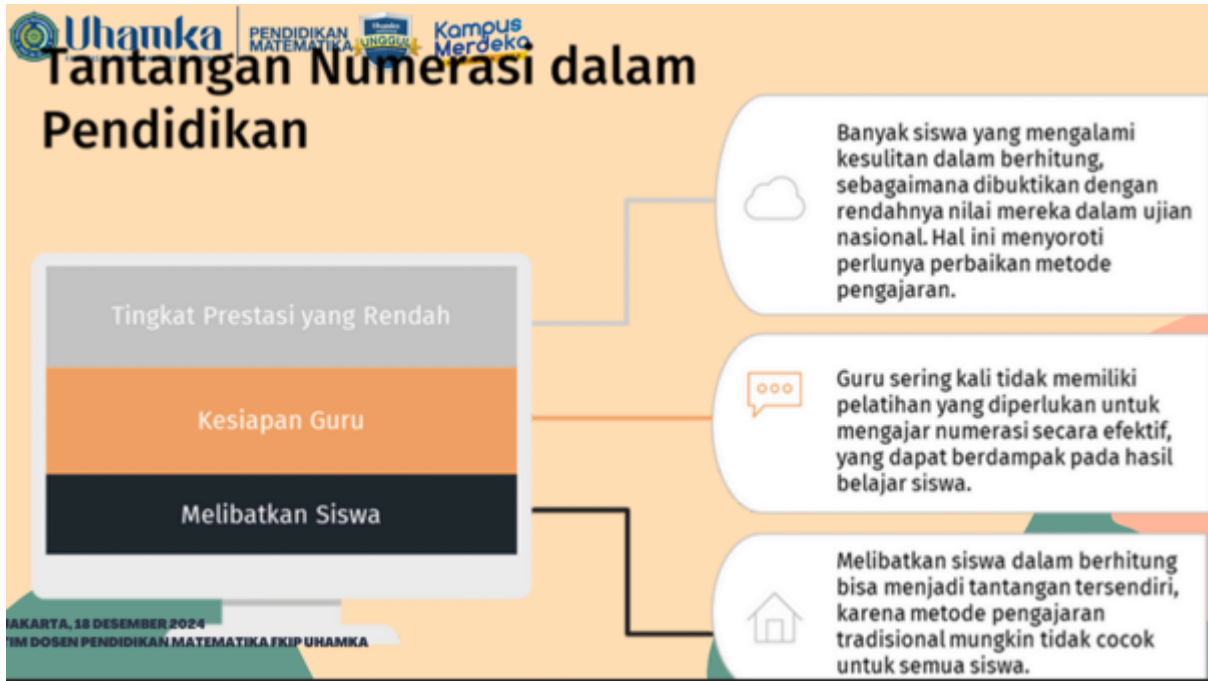 Uhamka
PENDIDIKAN
MATEMATIKA
UNGGUL
Kampus
Merdeka
Tantangan Numerasi dalam
Pendidikan
Tingkat Prestasi yang Rendah
Kesiapan Guru
Melibatkan Siswa
Banyak siswa yang mengalami
kesulitan dalam berhitung,
sebagaimana dibuktikan dengan
rendahnya nilai mereka dalam ujian
nasional. Hal ini menyoroti
perlunya perbaikan metode
pengajaran.
Guru sering kali tidak memiliki
pelatihan yang diperlukan untuk
mengajar numerasi secara efektif,
yang dapat berdampak pada hasil
belajar siswa.
Melibatkan siswa dalam berhitung
bisa menjadi tantangan tersendiri,
karena metode pengajaran
tradisional mungkin tidak cocok
untuk semua siswa.
JAKARTA, 18 DESEMBER 2024
TIM DOSEN PENDIDIKAN MATEMATIKA FKIP UHAMKA